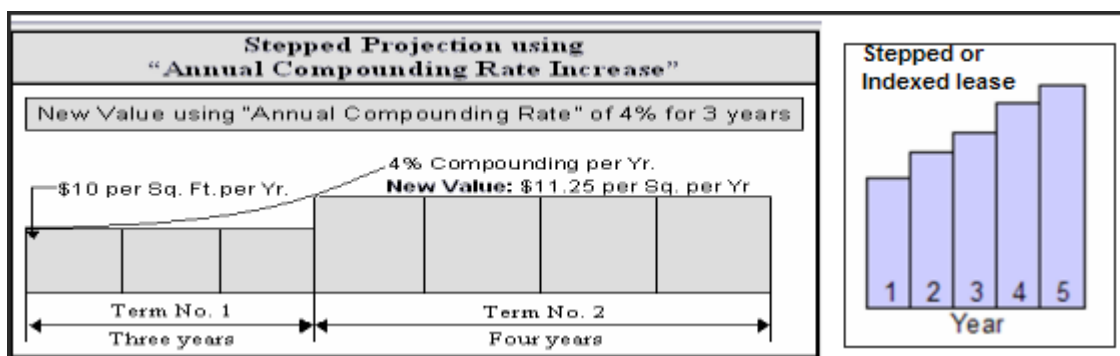 Stepped Projection using
“Annual Compounding Rate Increase”
New Value using "Annual Compounding Rate" of 4% for 3 years
4% Compounding per Yr.
$10 per Sq. Ft. per Yr.
New Value: $11.25 per Sq. per Yr
Term No. 1
Term No. 2
Three years
Four years
Stepped or
Indexed lease
1 2 3 4 5
Year